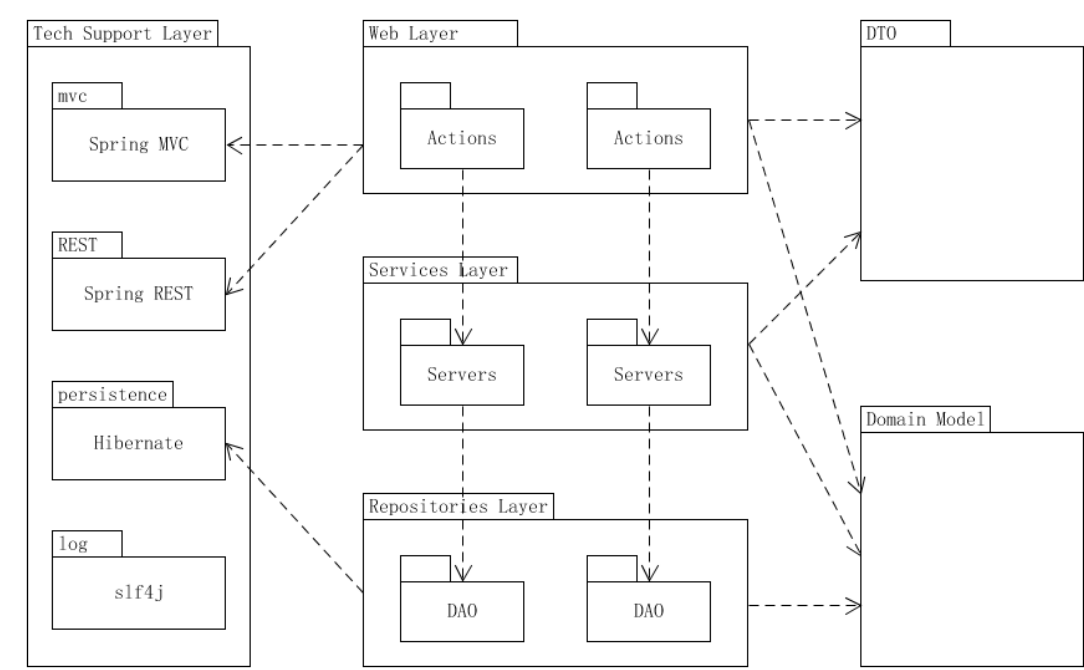 Tech Support Layer
mvc
Spring MVC
REST
Spring REST
persistence
Hibernate
log
slf4j
Web Layer
Actions
Actions
Services Layer
Servers
Servers
Repositories Layer
DAO
DAO
DTO
Domain Model